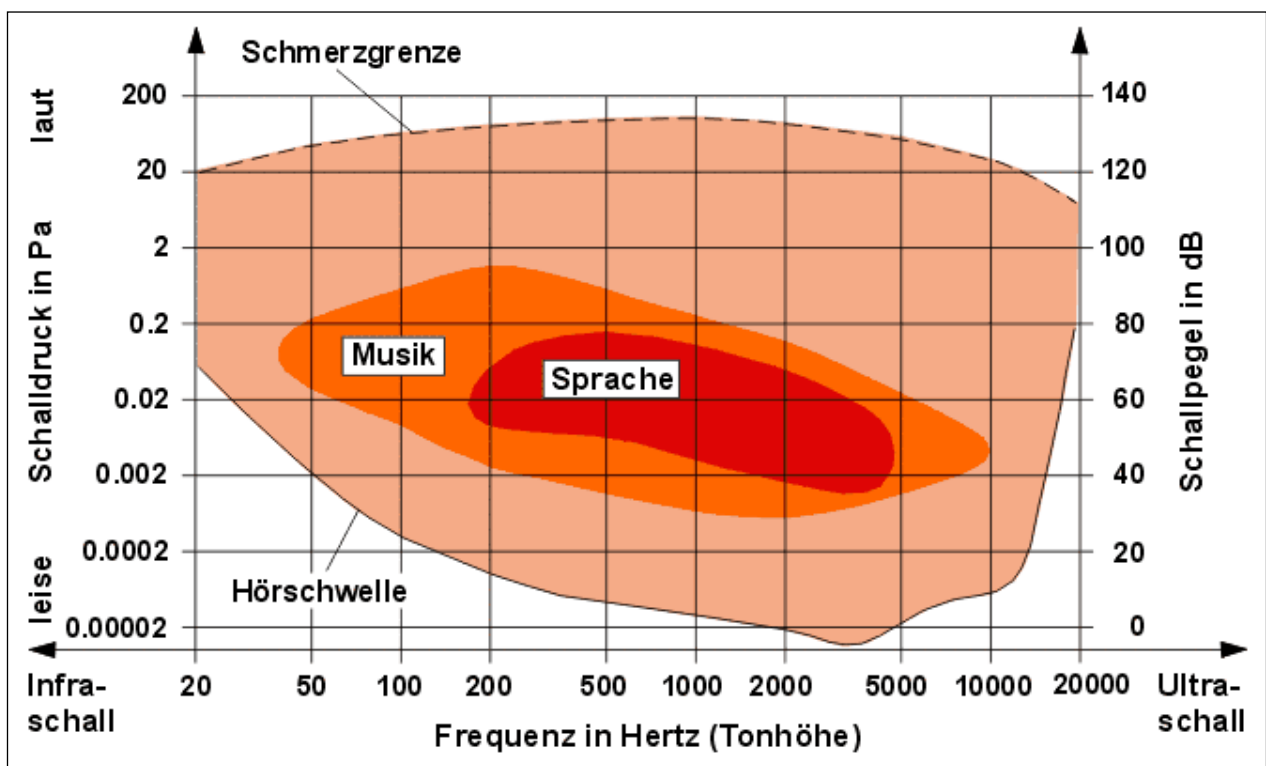 Schmerzgrenze
laut
Schalldruck in Pa
leise
200
20
2
0.2
0.02
0.002
0.0002
0.00002
140
120
100
80
60
40
20
0
Schallpegel in dB
Musik
Sprache
Hörschwelle
20 50 100 200 500 1000 2000 5000 10000 20000
Infra-
schall
Ultra-
schall
Frequenz in Hertz (Tonhöhe)